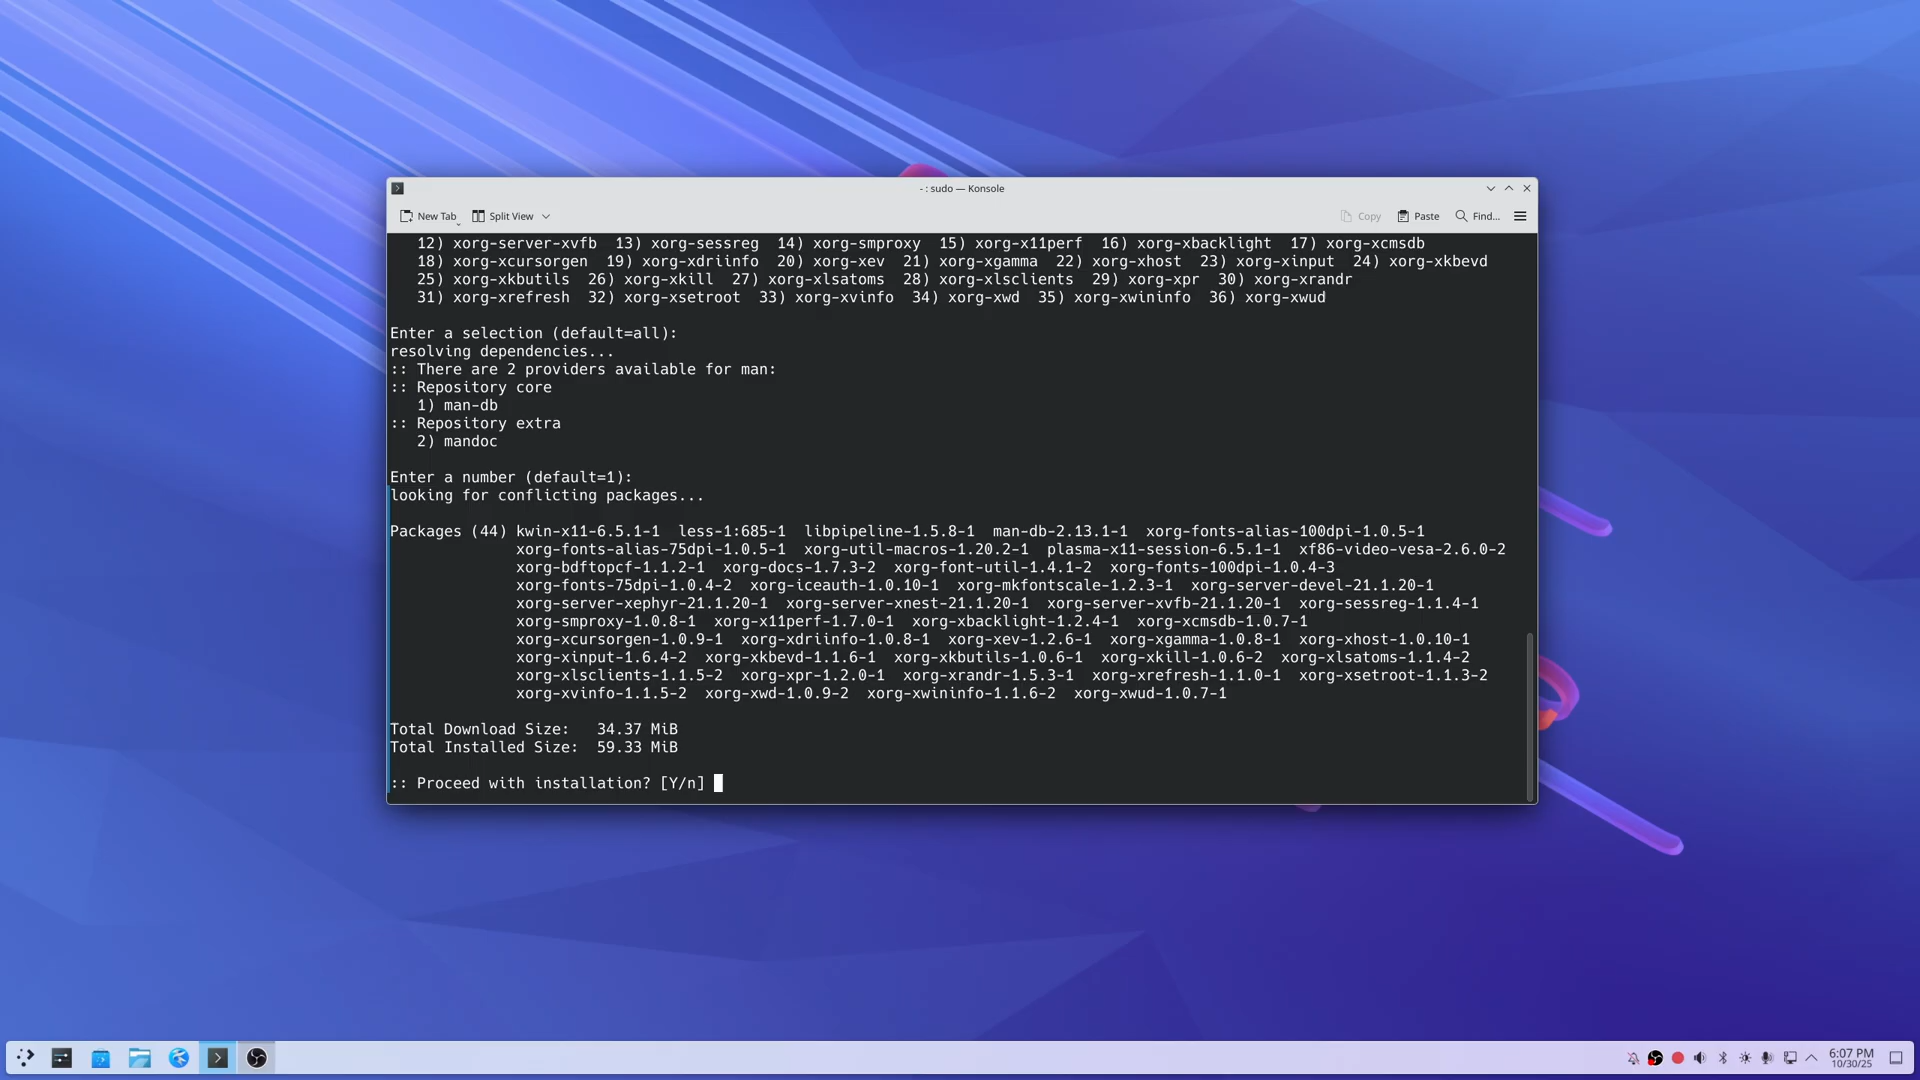 - : sudo — Konsole
New Tab Split View Copy Paste Find...
12) xorg-server-xvfb 13) xorg-sessreg 14) xorg-smproxy 15) xorg-x11perf 16) xorg-xbacklight 17) xorg-xcmsdb
18) xorg-xcursorgen 19) xorg-xdriinfo 20) xorg-xev 21) xorg-xgamma 22) xorg-xhost 23) xorg-xinput 24) xorg-xkbevd
25) xorg-xkbutils 26) xorg-xkill 27) xorg-xlsatoms 28) xorg-xlsclients 29) xorg-xpr 30) xorg-xrandr
31) xorg-xrefresh 32) xorg-xsetroot 33) xorg-xvinfo 34) xorg-xwd 35) xorg-xwininfo 36) xorg-xwud
Enter a selection (default=all):
resolving dependencies...
:: There are 2 providers available for man:
:: Repository core
1) man-db
:: Repository extra
2) mandoc
Enter a number (default=1):
looking for conflicting packages...
Packages (44) kwin-x11-6.5.1-1 less-1:685-1 libpipeline-1.5.8-1 man-db-2.13.1-1 xorg-fonts-alias-100dpi-1.0.5-1
xorg-fonts-alias-75dpi-1.0.5-1 xorg-util-macros-1.20.2-1 plasma-x11-session-6.5.1-1 xf86-video-vesa-2.6.0-2
xorg-bdftopcf-1.1.2-1 xorg-docs-1.7.3-2 xorg-font-util-1.4.1-2 xorg-fonts-100dpi-1.0.4-3
xorg-fonts-75dpi-1.0.4-2 xorg-iceauth-1.0.10-1 xorg-mkfontscale-1.2.3-1 xorg-server-devel-21.1.20-1
xorg-server-xephyr-21.1.20-1 xorg-server-xnest-21.1.20-1 xorg-server-xvfb-21.1.20-1 xorg-sessreg-1.1.4-1
xorg-smproxy-1.0.8-1 xorg-x11perf-1.7.0-1 xorg-xbacklight-1.2.4-1 xorg-xcmsdb-1.0.7-1
xorg-xcursorgen-1.0.9-1 xorg-xdriinfo-1.0.8-1 xorg-xev-1.2.6-1 xorg-xgamma-1.0.8-1 xorg-xhost-1.0.10-1
xorg-xinput-1.6.4-2 xorg-xkbevd-1.1.6-1 xorg-xkbutils-1.0.6-1 xorg-xkill-1.0.6-2 xorg-xlsatoms-1.1.4-2
xorg-xlsclients-1.1.5-2 xorg-xpr-1.2.0-1 xorg-xrandr-1.5.3-1 xorg-xrefresh-1.1.0-1 xorg-xsetroot-1.1.3-2
xorg-xvinfo-1.1.5-2 xorg-xwd-1.0.9-2 xorg-xwininfo-1.1.6-2 xorg-xwud-1.0.7-1
Total Download Size: 34.37 MiB
Total Installed Size: 59.33 MiB
:: Proceed with installation? [Y/n]
6:07 PM
10/30/25